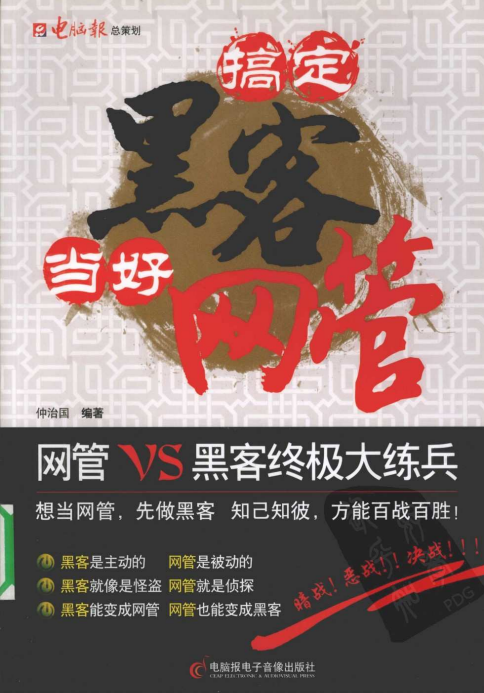 电脑报 总策划
搞定
黑客
当好
网管
仲治国 编著
网管 VS 黑客终极大练兵
想当网管，先做黑客 知己知彼，方能百战百胜！
黑客是主动的 网管是被动的
黑客就像是怪盗 网管就是侦探
黑客能变成网管 网管也能变成黑客
暗战！恶战！！决战！！！
PDG
电脑报电子音像出版社
CEAP ELECTRONIC & AUDIOVISUAL PRESS